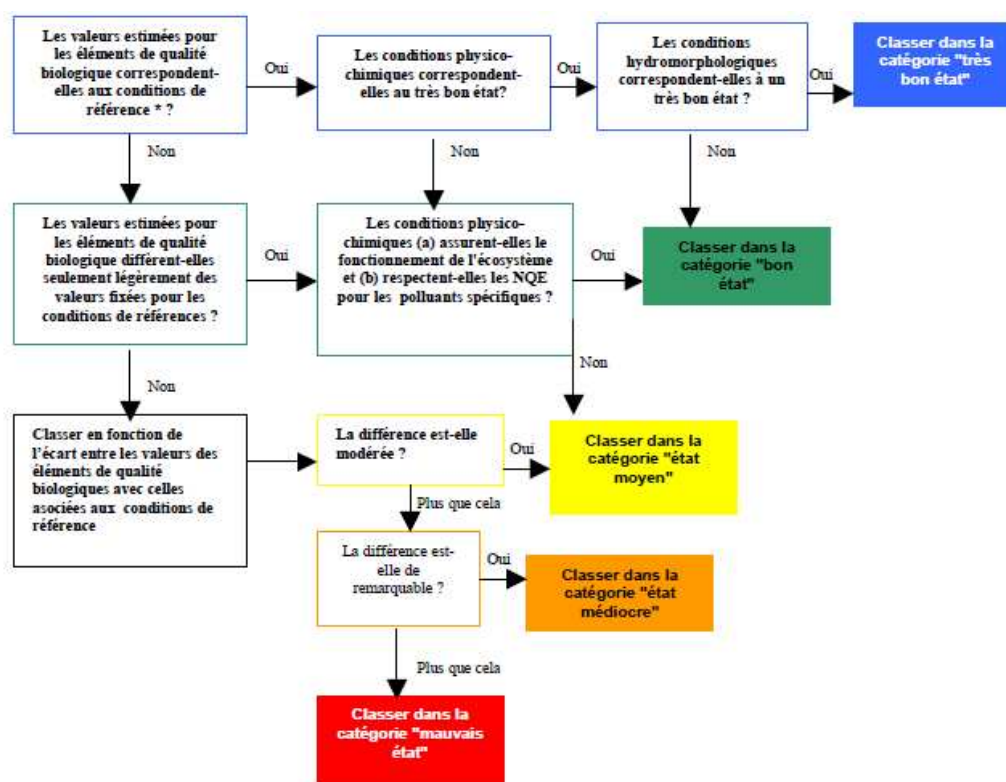 Les valeurs estimées pour
les éléments de qualité
biologique correspondent-
elles aux conditions de
référence * ?
Oui
Les conditions physico-
chimiques correspondent-
elles au très bon état?
Oui
Les conditions
hydromorphologiques
correspondent-elles à un
très bon état ?
Oui
Classer dans la
catégorie "très
bon état"
Non
Non
Non
Les valeurs estimées pour
les éléments de qualité
biologique diffèrent-elles
seulement légèrement des
valeurs fixées pour les
conditions de références ?
Oui
Les conditions physico-
chimiques (a) assurent-elles le
fonctionnement de l'écosystème
et (b) respectent-elles les NQE
pour les polluants spécifiques ?
Oui
Classer dans la
catégorie "bon
état"
Non
Non
Classer en fonction de
l'écart entre les valeurs des
éléments de qualité
biologiques avec celles
asociées aux conditions de
référence
La différence est-elle
modérée ?
Oui
Classer dans la
catégorie "état
moyen"
Plus que cela
La différence est-
elle de
remarquable ?
Oui
Classer dans la
catégorie "état
médiocre"
Plus que cela
Classer dans la
catégorie "mauvais
état"